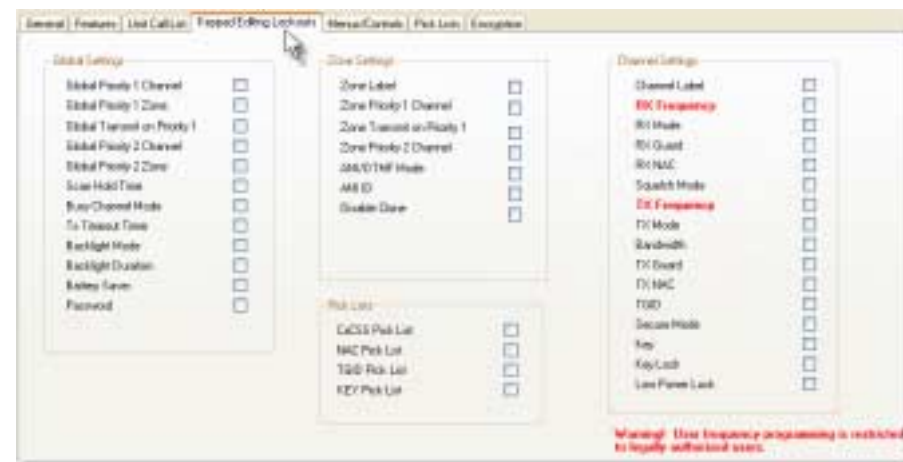 General | Features | Unit Call List | Keypad Editing Lockouts | Menus/Controls | Pick Lists | Encryption
Global Settings
Global Priority 1 Channel
Global Priority 1 Zone
Global Transmit on Priority 1
Global Priority 2 Channel
Global Priority 2 Zone
Scan Hold Time
Busy Channel Mode
Tx Timeout Timer
Backlight Mode
Backlight Duration
Battery Saver
Password
Zone Settings
Zone Label
Zone Priority 1 Channel
Zone Transmit on Priority 1
Zone Priority 2 Channel
ANI/DTMF Mode
ANI ID
Disable Clone
Pick Lists
CxCSS Pick List
NAC Pick List
TGID Pick List
KEY Pick List
Channel Settings
Channel Label
RX Frequency
RX Mode
RX Guard
RX NAC
Squelch Mode
TX Frequency
TX Mode
Bandwidth
TX Guard
TX NAC
TGID
Secure Mode
Key
Key Lock
Low Power Lock
Warning! User frequency programming is restricted
to legally authorized users.